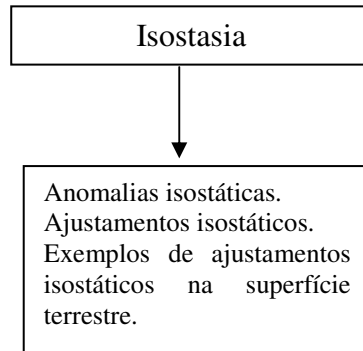 Isostasia
Anomalias isostáticas.
Ajustamentos isostáticos.
Exemplos de ajustamentos
isostáticos na superfície
terrestre.